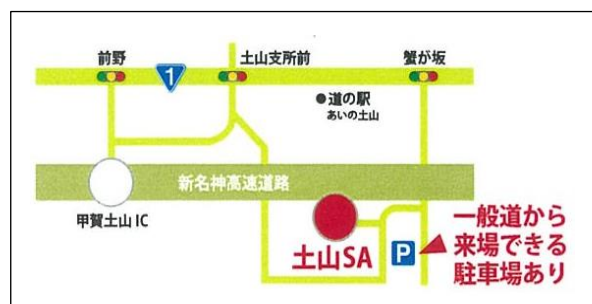 前野
土山支所前
蟹が坂
1
●道の駅
あいの土山
新名神高速道路
甲賀土山IC
土山SA
P
一般道から
来場できる
駐車場あり